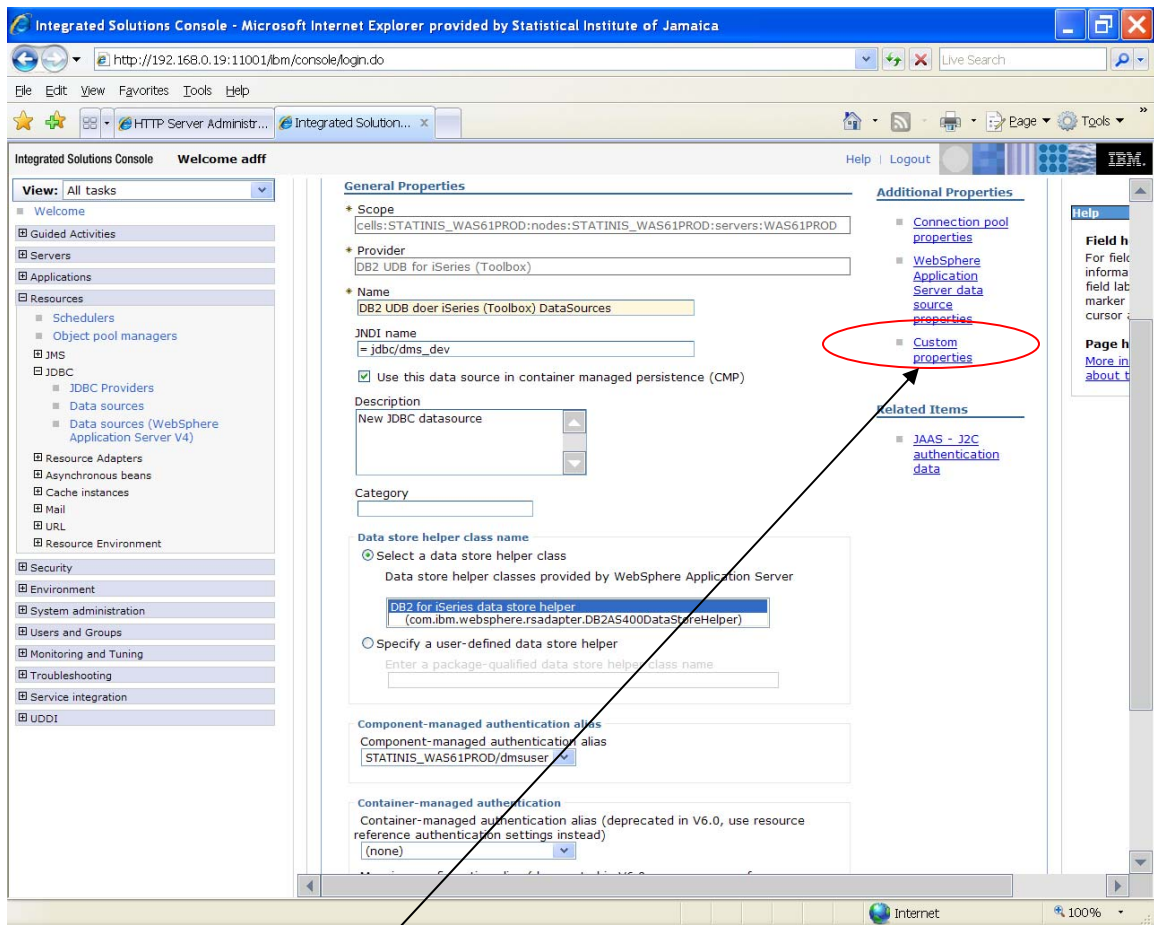 Integrated Solutions Console - Microsoft Internet Explorer provided by Statistical Institute of Jamaica
http://192.168.0.19:11001/ibm/console/login.do
Live Search
File Edit View Favorites Tools Help
HTTP Server Administr...
Integrated Solution...
Page
Tools
Integrated Solutions Console Welcome adff
Help | Logout
IBM.
View: All tasks
Welcome
Guided Activities
Servers
Applications
Resources
Schedulers
Object pool managers
JMS
JDBC
JDBC Providers
Data sources
Data sources (WebSphere
Application Server V4)
Resource Adapters
Asynchronous beans
Cache instances
Mail
URL
Resource Environment
Security
Environment
System administration
Users and Groups
Monitoring and Tuning
Troubleshooting
Service integration
UDDI
General Properties
* Scope
cells:STATINIS_WAS61PROD:nodes:STATINIS_WAS61PROD:servers:WAS61PROD
* Provider
DB2 UDB for iSeries (Toolbox)
* Name
DB2 UDB doer iSeries (Toolbox) DataSources
JNDI name
= jdbc/dms_dev
Use this data source in container managed persistence (CMP)
Description
New JDBC datasource
Category
Data store helper class name
Select a data store helper class
Data store helper classes provided by WebSphere Application Server
DB2 for iSeries data store helper
(com.ibm.websphere.rsadapter.DB2AS400DataStoreHelper)
Specify a user-defined data store helper
Enter a package-qualified data store helper class name
Component-managed authentication alias
Component-managed authentication alias
STATINIS_WAS61PROD/dmsuser
Container-managed authentication
Container-managed authentication alias (deprecated in V6.0, use resource
reference authentication settings instead)
(none)
Additional Properties
Connection pool
properties
WebSphere
Application
Server data
source
properties
Custom
properties
Related Items
JAAS - J2C
authentication
data
Help
Field h
For field
informa
field lab
marker
cursor a
Page h
More in
about t
Internet
100%